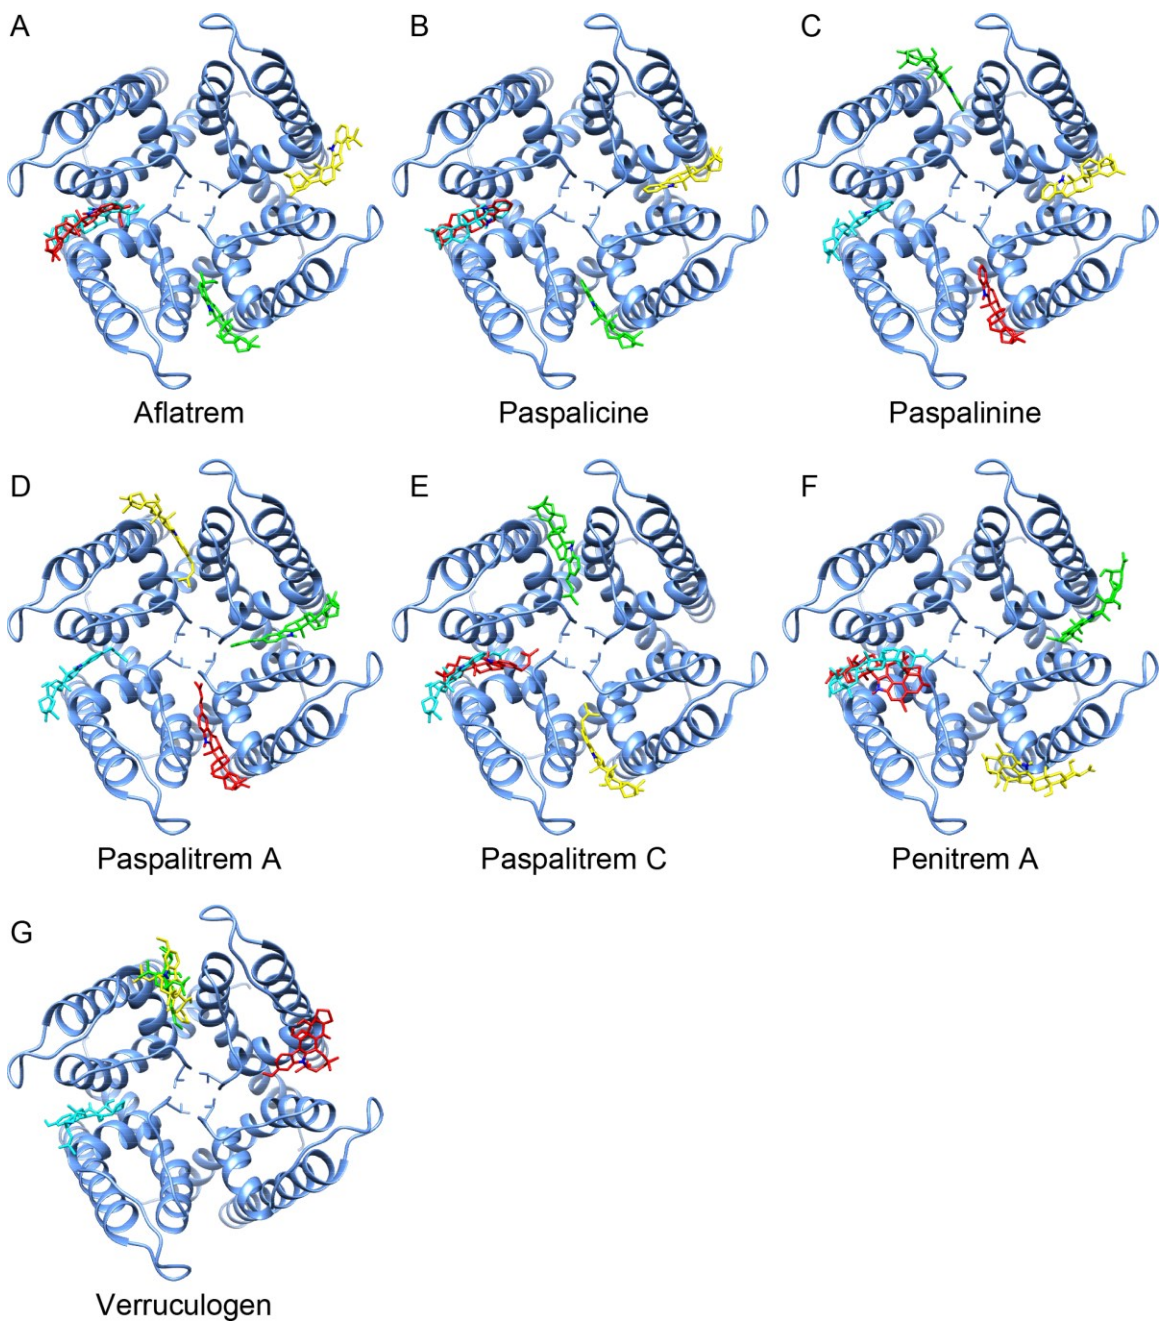 A
B
C
Aflatrem
Paspalicine
Paspalinine
D
E
F
Paspalitrem A
Paspalitrem C
Penitrem A
G
Verruculogen